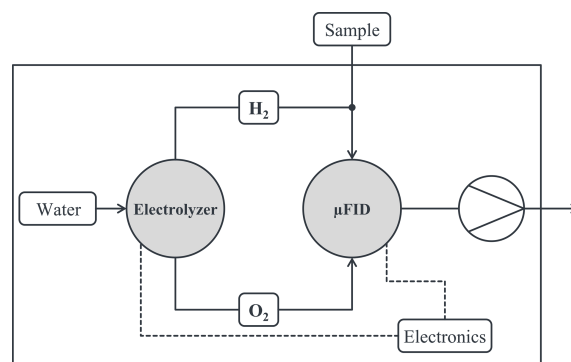 Sample
H₂
Water
Electrolyzer
μFID
O₂
Electronics